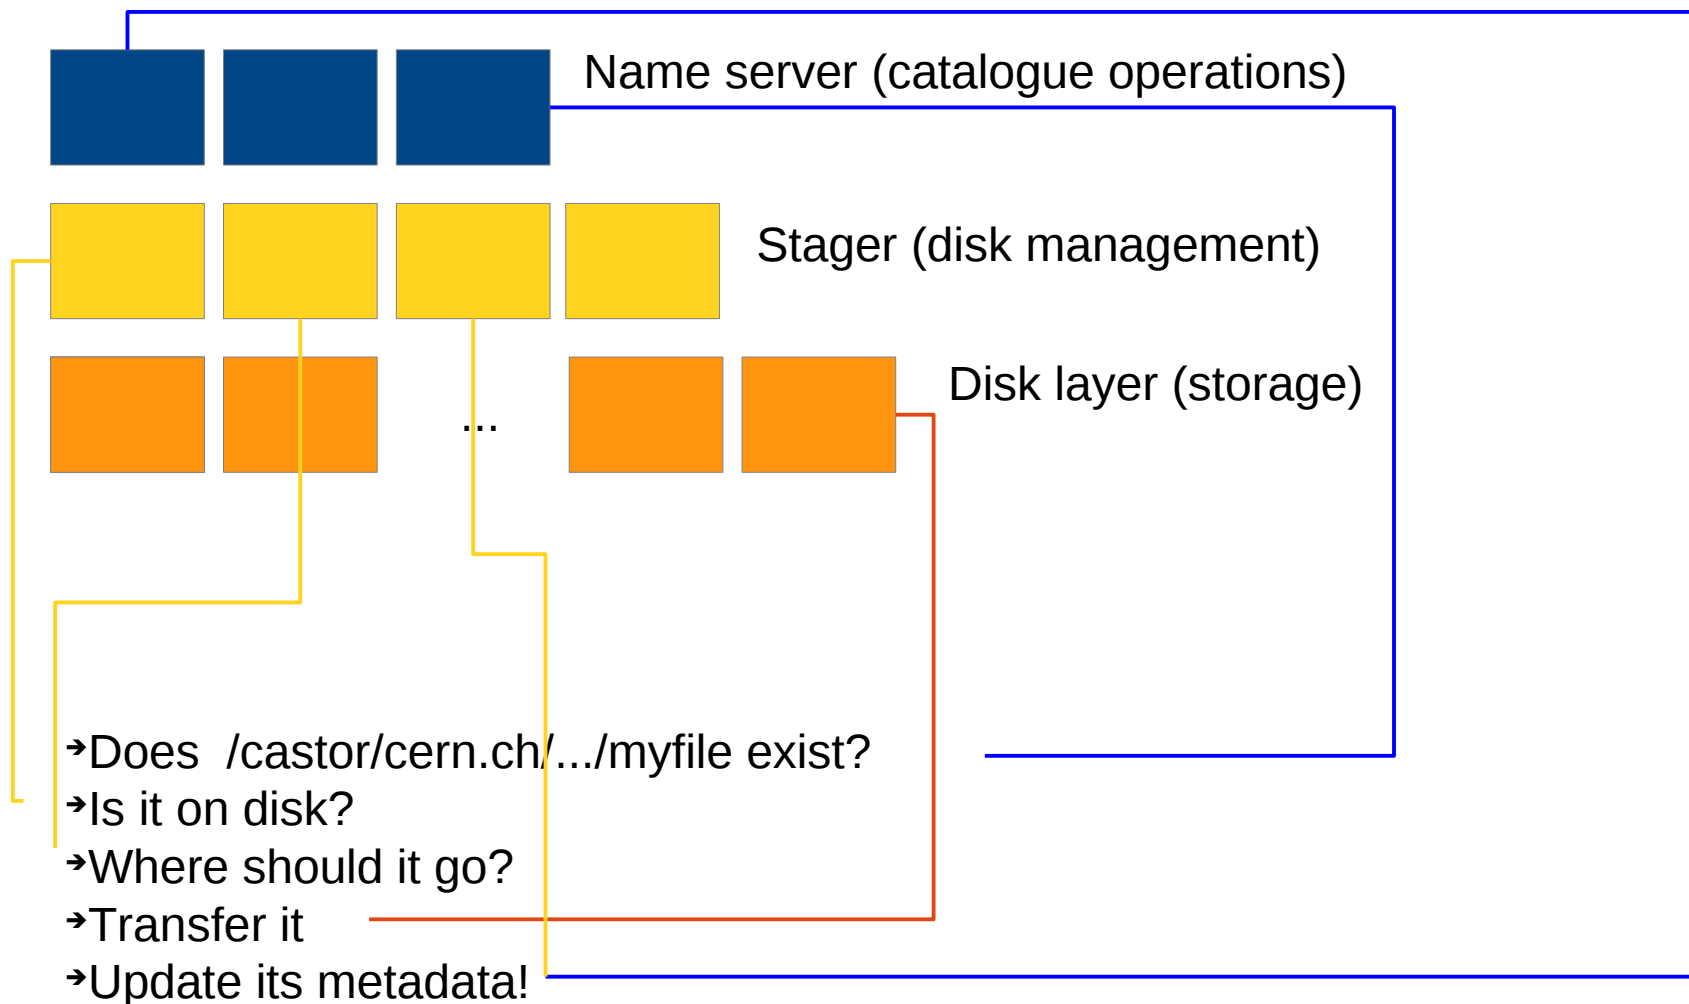 Name server (catalogue operations)
Stager (disk management)
Disk layer (storage)
...
➔Does  /castor/cern.ch/.../myfile exist?
➔Is it on disk?
➔Where should it go?
➔Transfer it
➔Update its metadata!